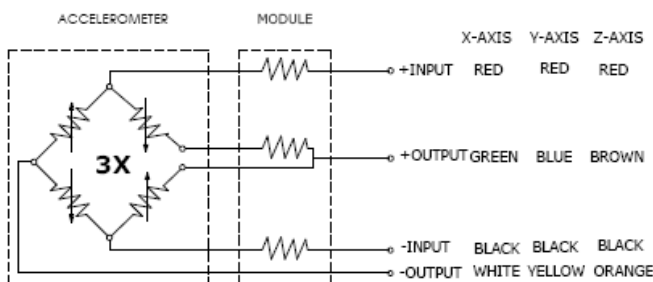 ACCELEROMETER MODULE
X-AXIS Y-AXIS Z-AXIS
+INPUT RED RED RED
3X
+OUTPUT GREEN BLUE BROWN
-INPUT BLACK BLACK BLACK
-OUTPUT WHITE YELLOW ORANGE